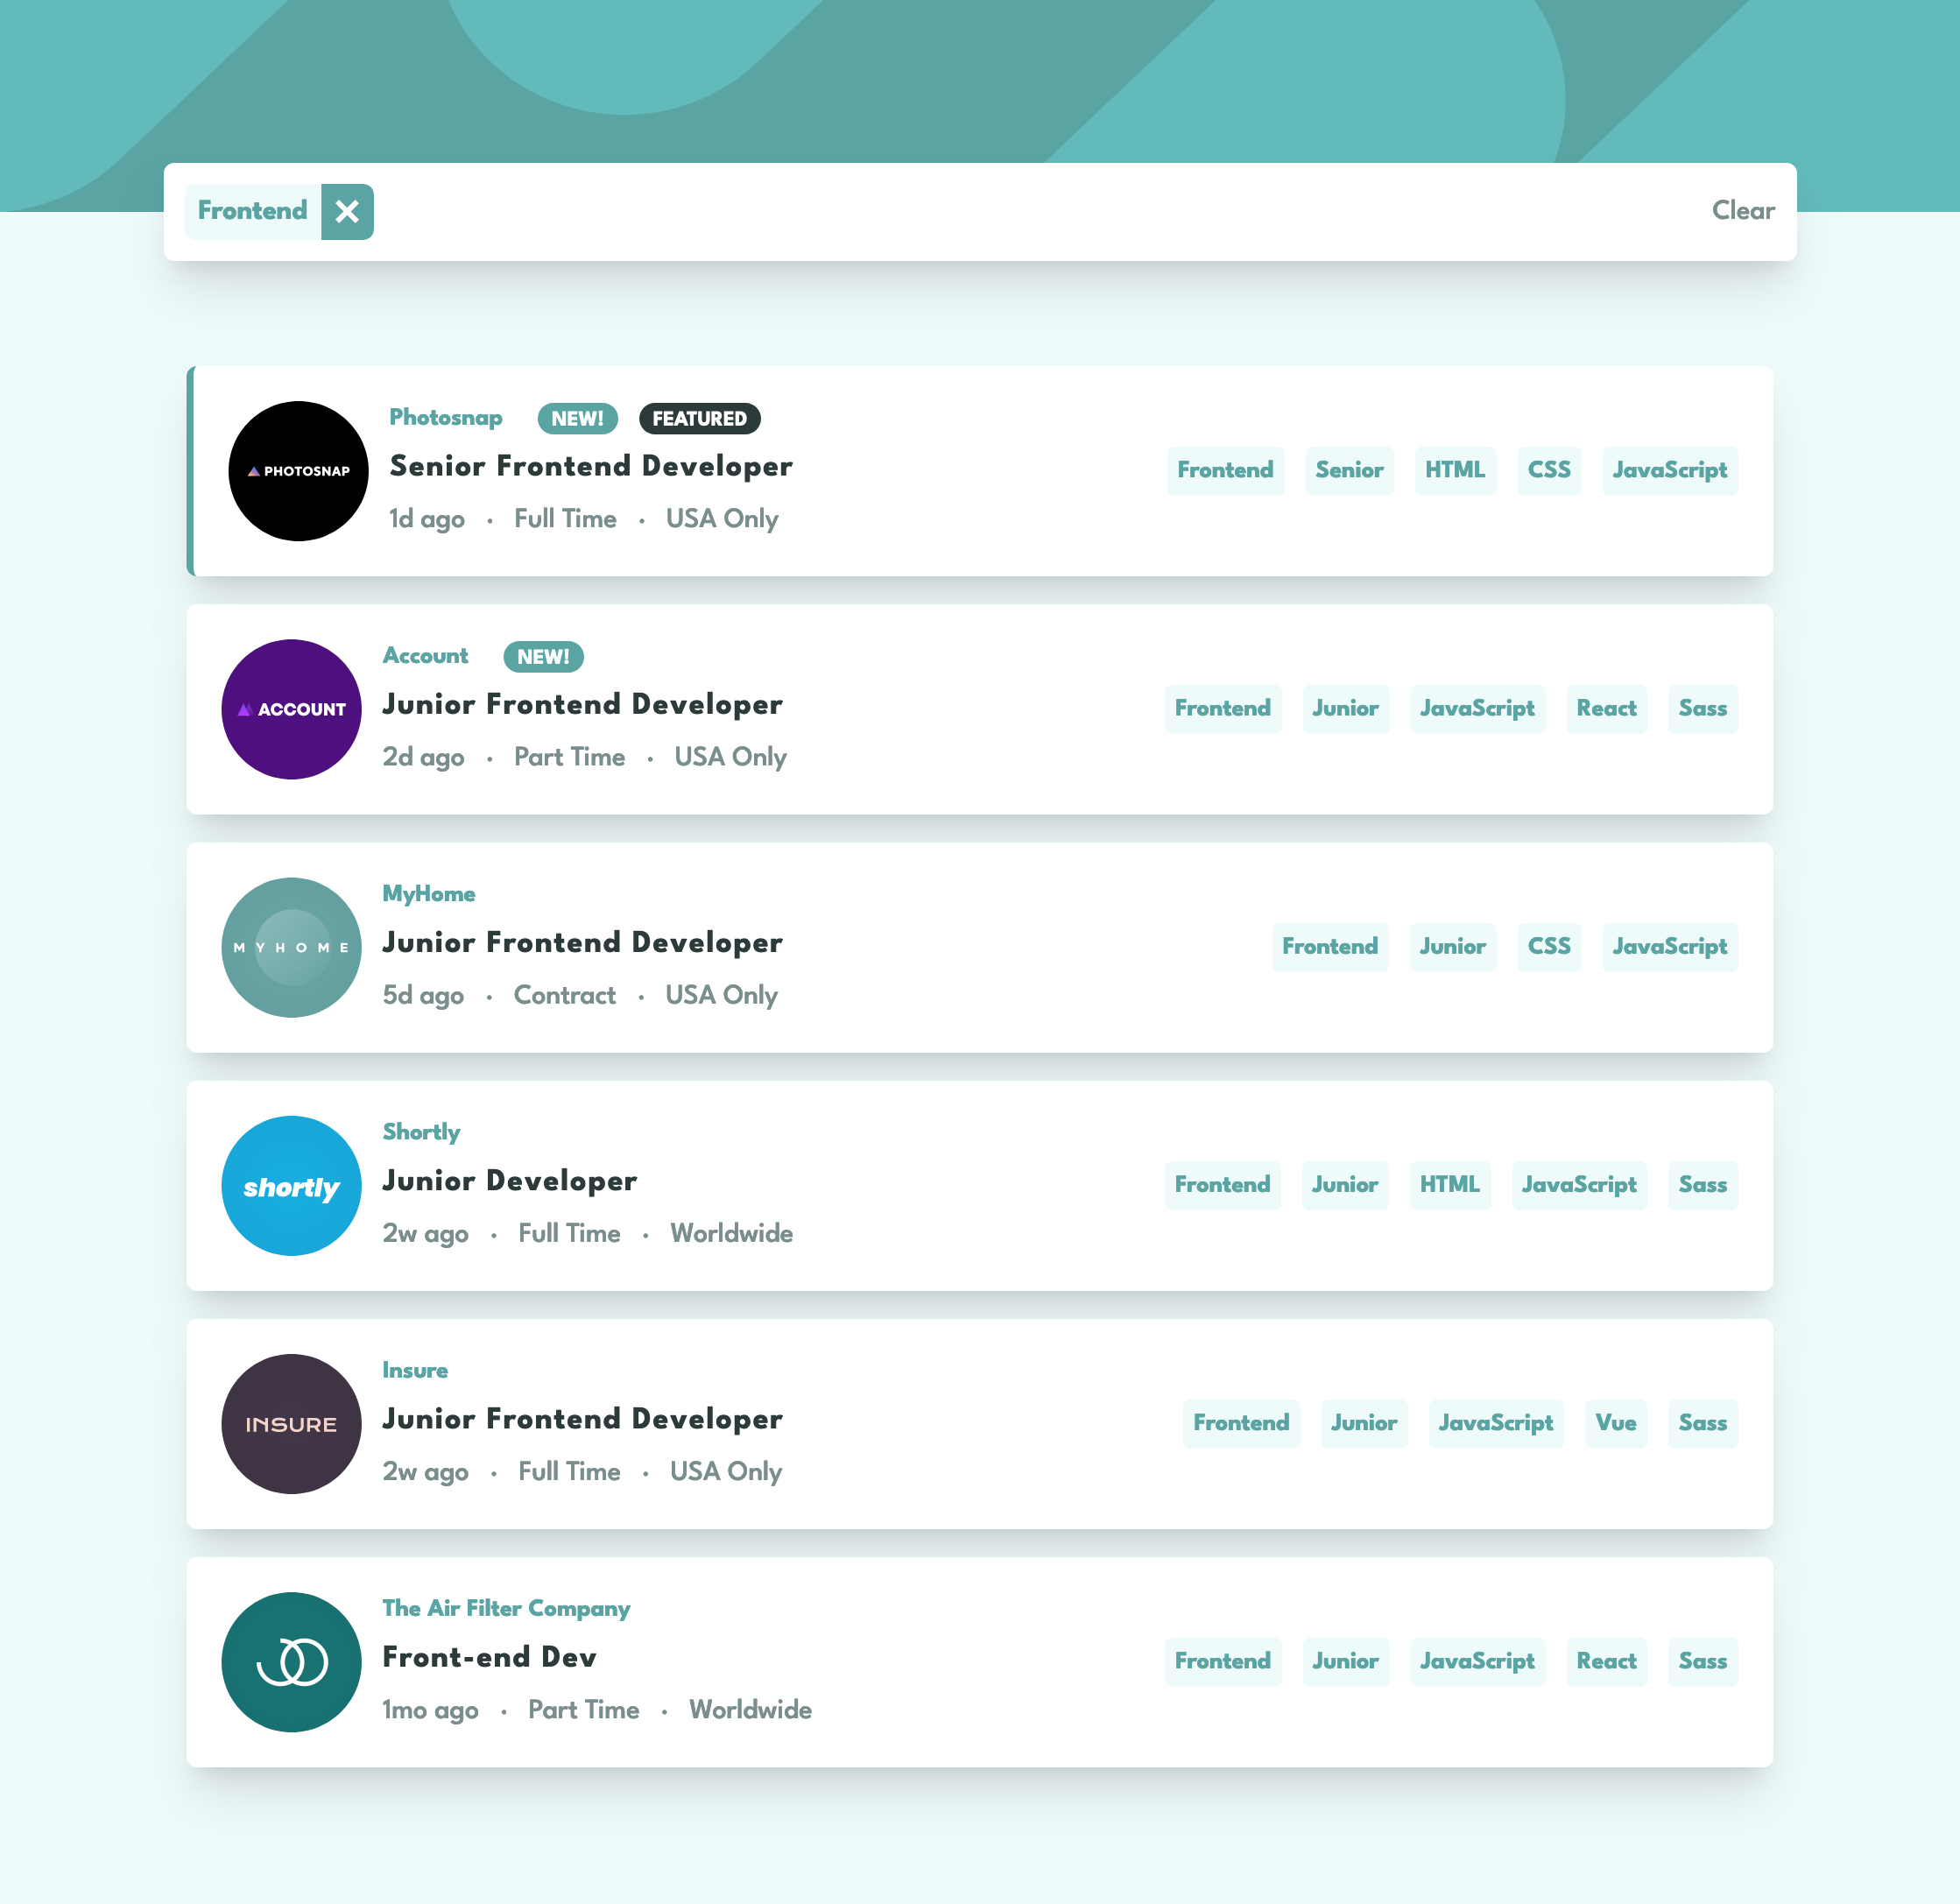 Frontend
Clear
PHOTOSNAP
Photosnap NEW! FEATURED
Senior Frontend Developer
1d ago · Full Time · USA Only
Frontend Senior HTML CSS JavaScript
ACCOUNT
Account NEW!
Junior Frontend Developer
2d ago · Part Time · USA Only
Frontend Junior JavaScript React Sass
MYHOME
MyHome
Junior Frontend Developer
5d ago · Contract · USA Only
Frontend Junior CSS JavaScript
shortly
Shortly
Junior Developer
2w ago · Full Time · Worldwide
Frontend Junior HTML JavaScript Sass
INSURE
Insure
Junior Frontend Developer
2w ago · Full Time · USA Only
Frontend Junior JavaScript Vue Sass
The Air Filter Company
Front-end Dev
1mo ago · Part Time · Worldwide
Frontend Junior JavaScript React Sass